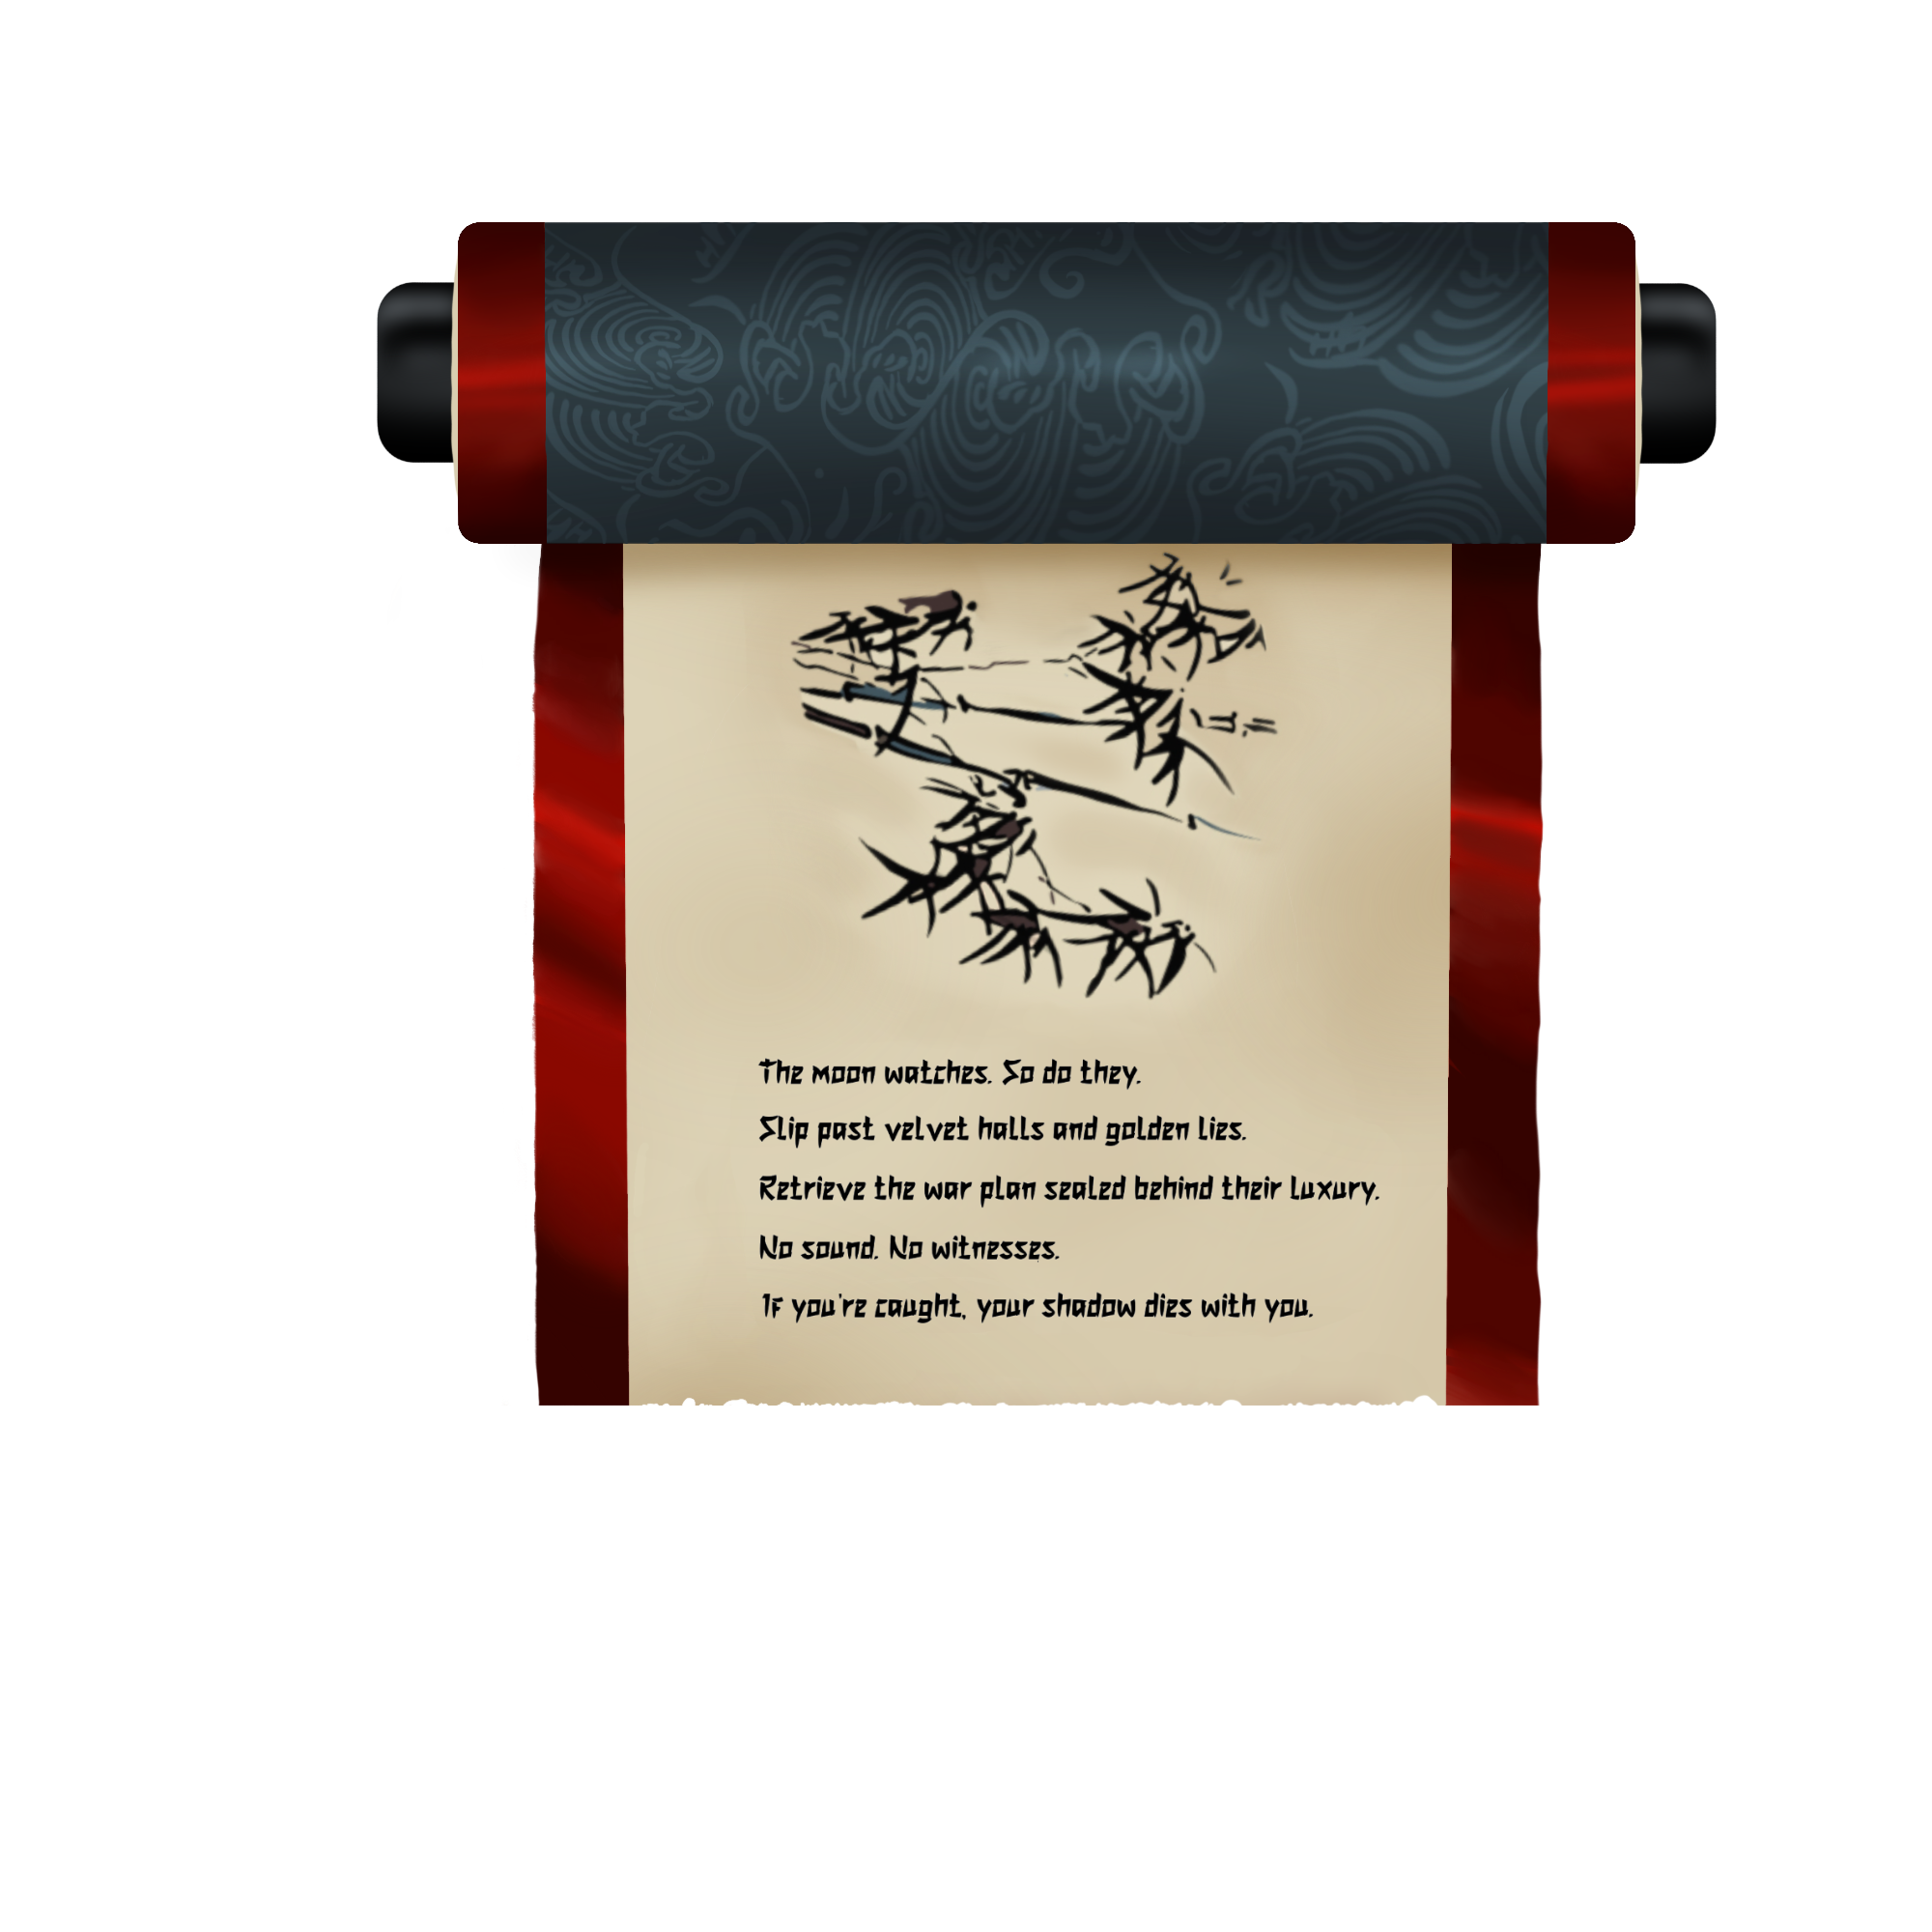 The moon watches. So do they.
Slip past velvet halls and golden lies.
Retrieve the war plan sealed behind their luxury.
No sound. No witnesses.
If you're caught, your shadow dies with you.